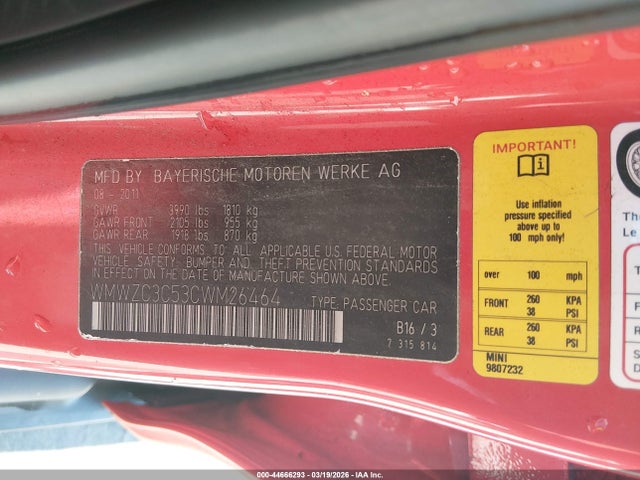 MFD BY BAYERISCHE MOTOREN WERKE AG
08 - 2011
GVWR 3990 lbs 1810 kg
GAWR FRONT 2105 lbs 955 kg
GAWR REAR 1918 lbs 870 kg
THIS VEHICLE CONFORMS TO ALL APPLICABLE U.S. FEDERAL MOTOR
VEHICLE SAFETY, BUMPER AND THEFT PREVENTION STANDARDS
IN EFFECT ON THE DATE OF MANUFACTURE SHOWN ABOVE.
WMWZC3C53CWM26464 TYPE: PASSENGER CAR
B16 / 3
7 315 814
IMPORTANT!
Use inflation
pressure specified
above up to
100 mph only!
over 100 mph
FRONT 260 KPA
38 PSI
REAR 260 KPA
38 PSI
MINI
9807232
Th
Le
000-44666293 - 03/19/2026 - IAA Inc.